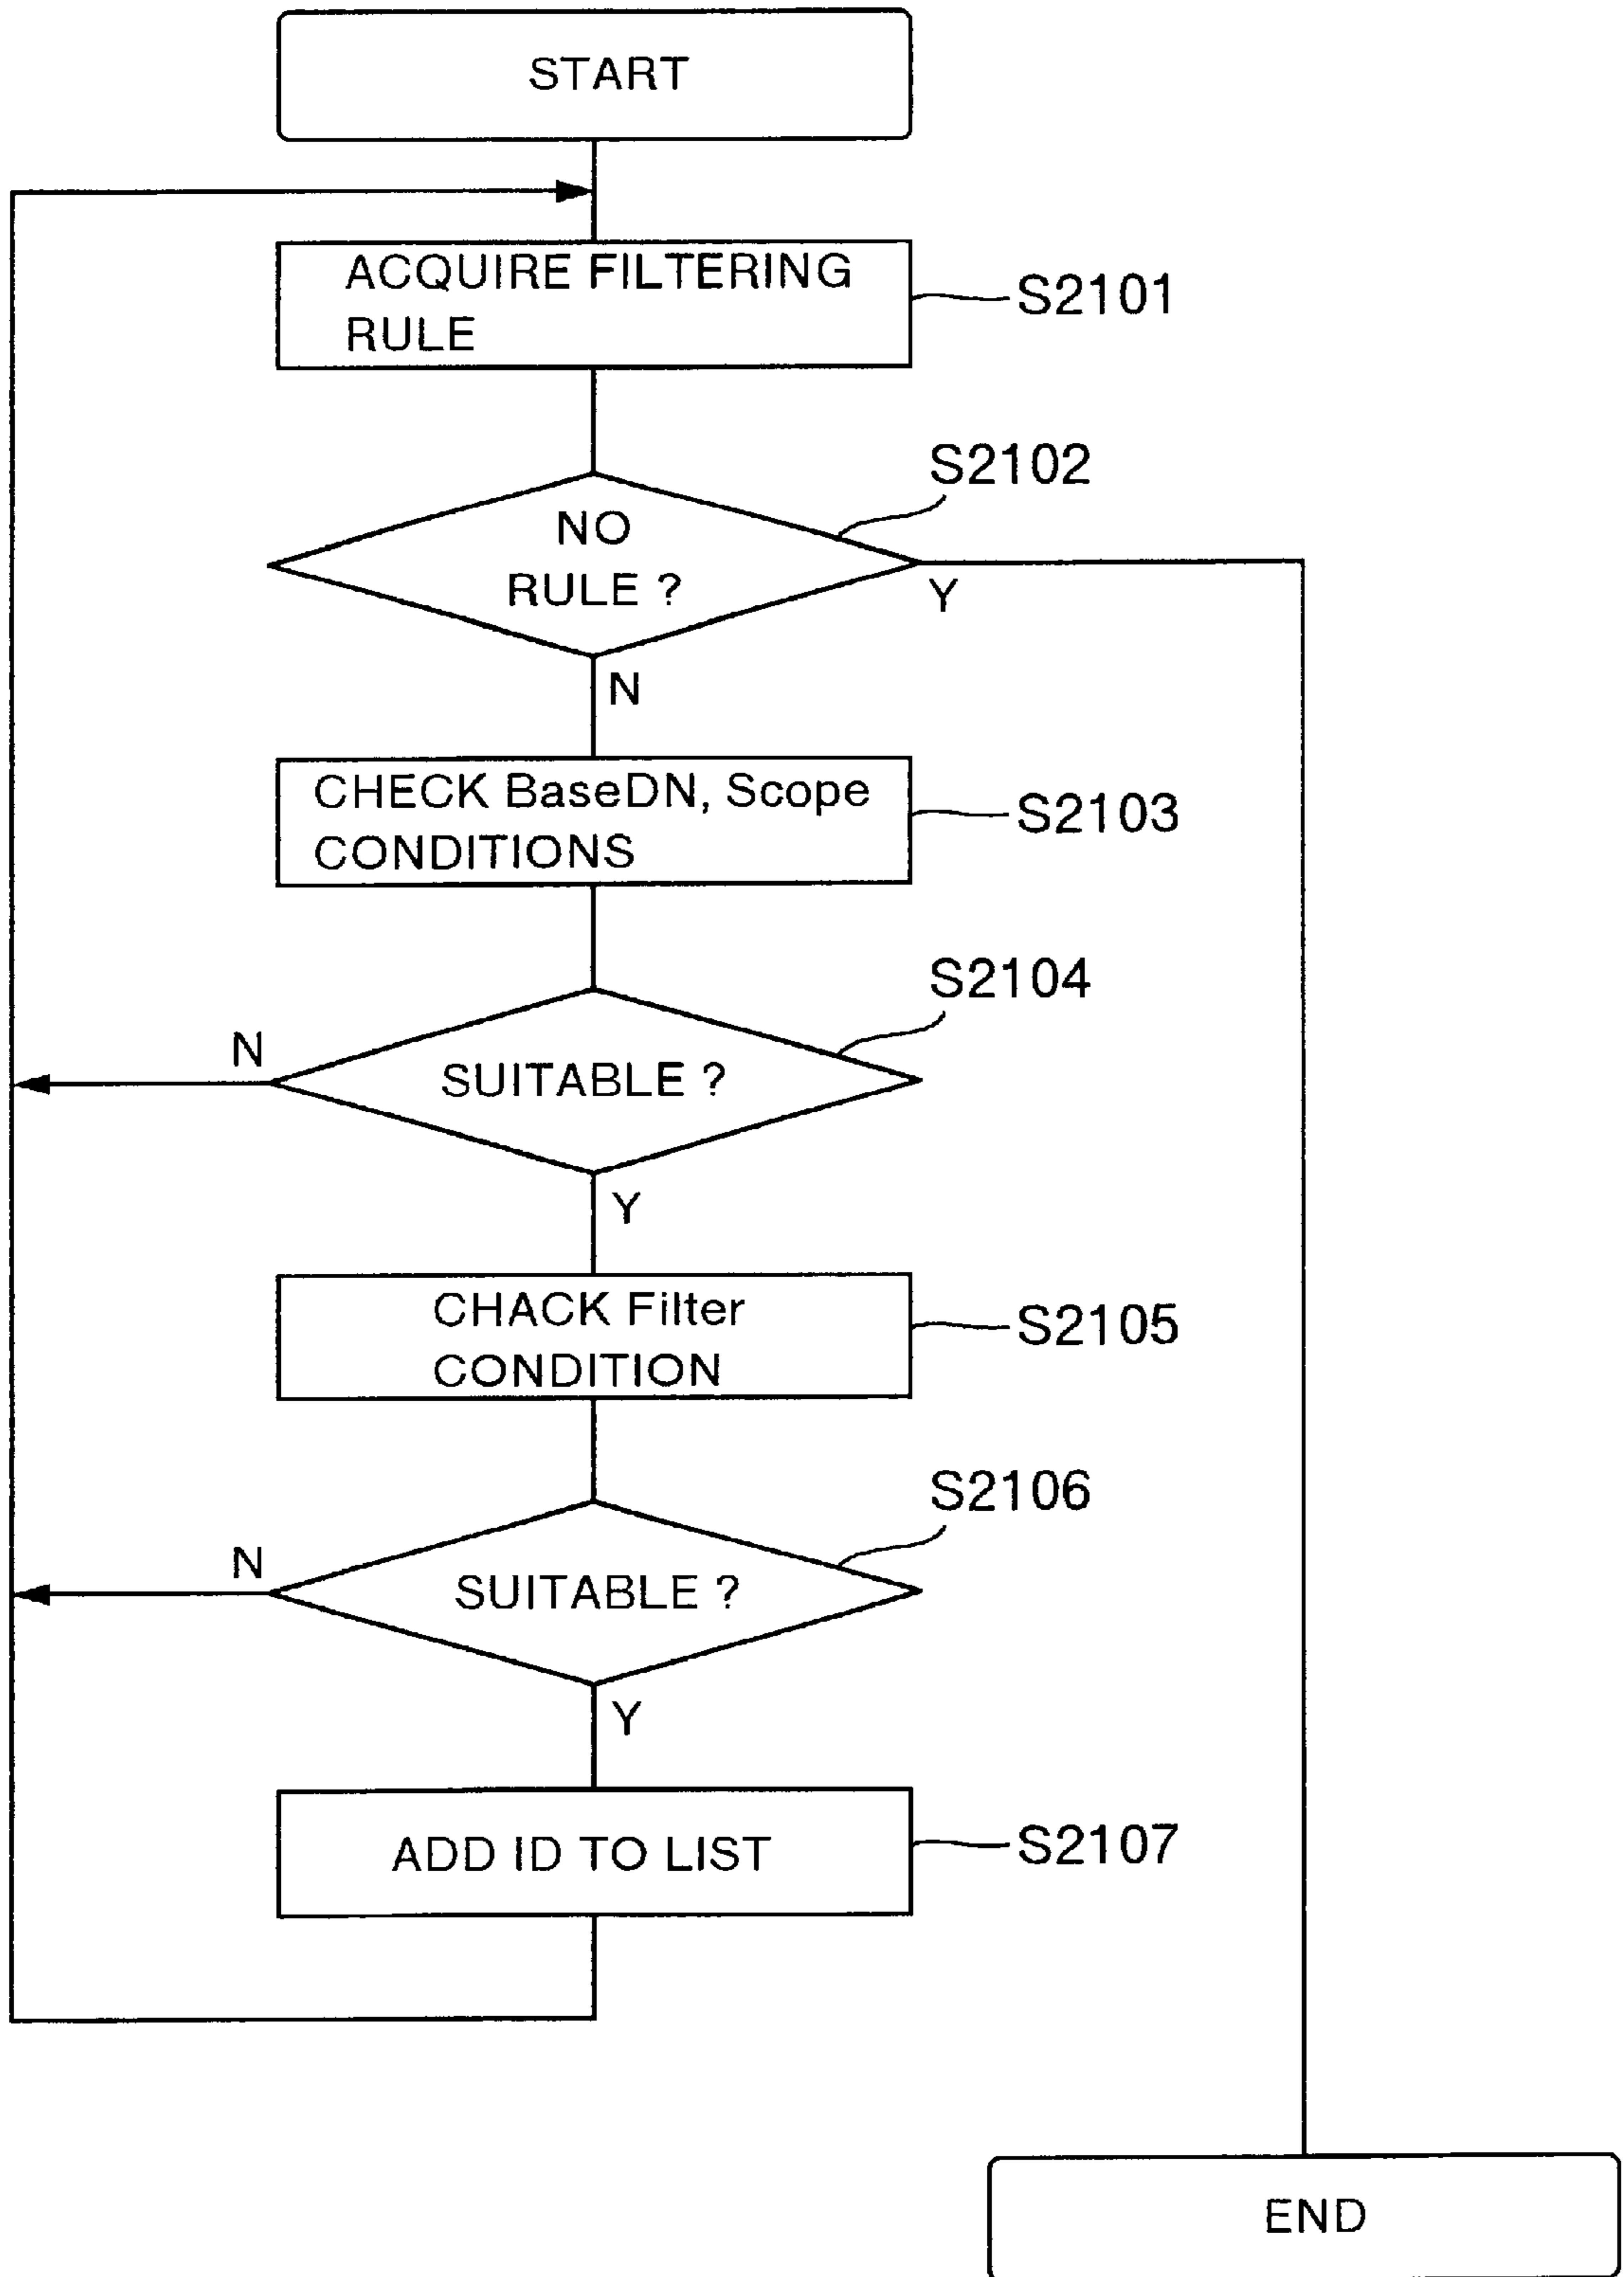 START
ACQUIRE FILTERING
RULE
S2101
S2102
NO
RULE ?
Y
N
CHECK BaseDN, Scope
CONDITIONS
S2103
S2104
N
SUITABLE ?
Y
CHACK Filter
CONDITION
S2105
S2106
N
SUITABLE ?
Y
ADD ID TO LIST
S2107
END